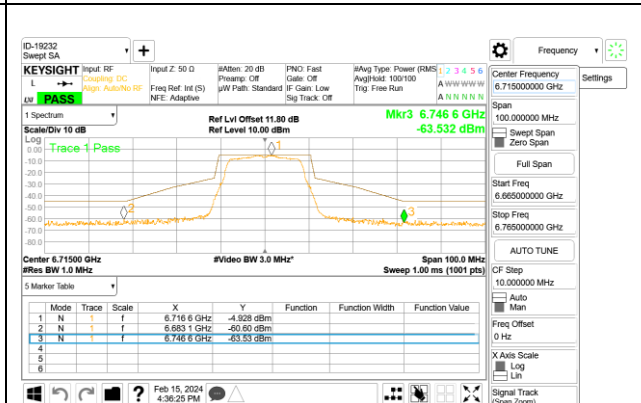 ID-19232
Swept SA
+
Frequency
KEYSIGHT
L
LXI PASS
Input: RF
Coupling: DC
Align: Auto/No RF
Input Z: 50 Ω
Freq Ref: Int (S)
NFE: Adaptive
#Atten: 20 dB
Preamp: Off
µW Path: Standard
PNO: Fast
Gate: Off
IF Gain: Low
Sig Track: Off
#Avg Type: Power (RMS
Avg|Hold: 100/100
Trig: Free Run
1 2 3 4 5 6
A W W W W W
A N N N N N
Center Frequency
6.715000000 GHz
Settings
Span
100.000000 MHz
Swept Span
Zero Span
Full Span
Start Freq
6.665000000 GHz
Stop Freq
6.765000000 GHz
AUTO TUNE
CF Step
10.000000 MHz
Auto
Man
Freq Offset
0 Hz
X Axis Scale
Log
Lin
Signal Track
(Span Zoom)
1 Spectrum
Scale/Div 10 dB
Ref Lvl Offset 11.80 dB
Ref Level 10.00 dBm
Mkr3 6.746 6 GHz
-63.532 dBm
Log
Trace 1 Pass
0.00
-10.0
-20.0
-30.0
-40.0
-50.0
-60.0
-70.0
-80.0
1
2
3
Center 6.71500 GHz
#Res BW 1.0 MHz
#Video BW 3.0 MHz*
Span 100.0 MHz
Sweep 1.00 ms (1001 pts)
5 Marker Table
Mode Trace Scale X Y Function Function Width Function Value
1 N 1 f 6.716 6 GHz -4.928 dBm
2 N 1 f 6.683 1 GHz -60.60 dBm
3 N 1 f 6.746 6 GHz -63.53 dBm
4
5
6
?
Feb 15, 2024
4:36:25 PM